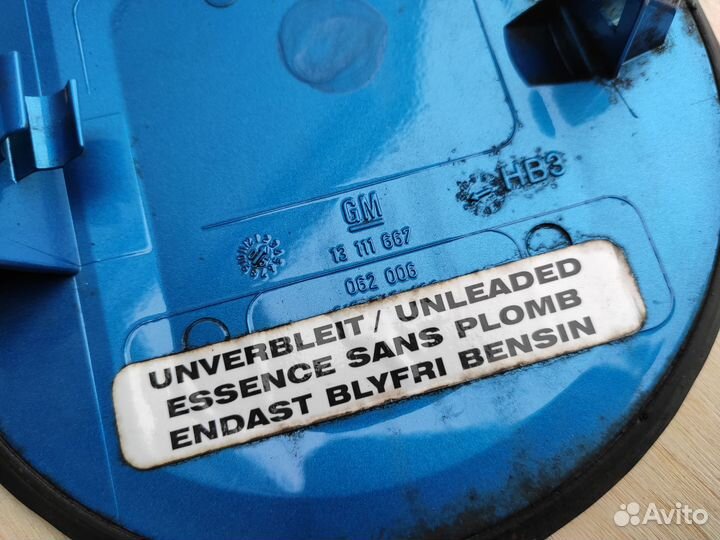 HB3
GM
13 111 667
062 006
UNVERBLEIT / UNLEADED
ESSENCE SANS PLOMB
ENDAST BLYFRI BENSIN
Avito